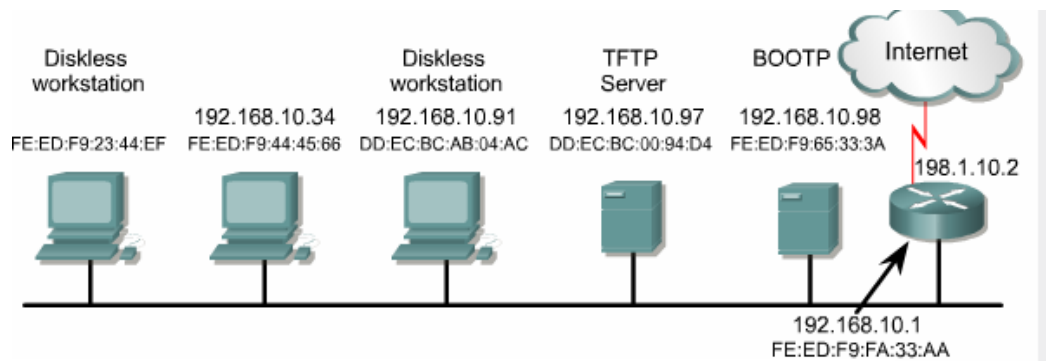 Diskless
workstation
FE:ED:F9:23:44:EF
192.168.10.34
FE:ED:F9:44:45:66
Diskless
workstation
192.168.10.91
DD:EC:BC:AB:04:AC
TFTP
Server
192.168.10.97
DD:EC:BC:00:94:D4
BOOTP
192.168.10.98
FE:ED:F9:65:33:3A
Internet
198.1.10.2
192.168.10.1
FE:ED:F9:FA:33:AA